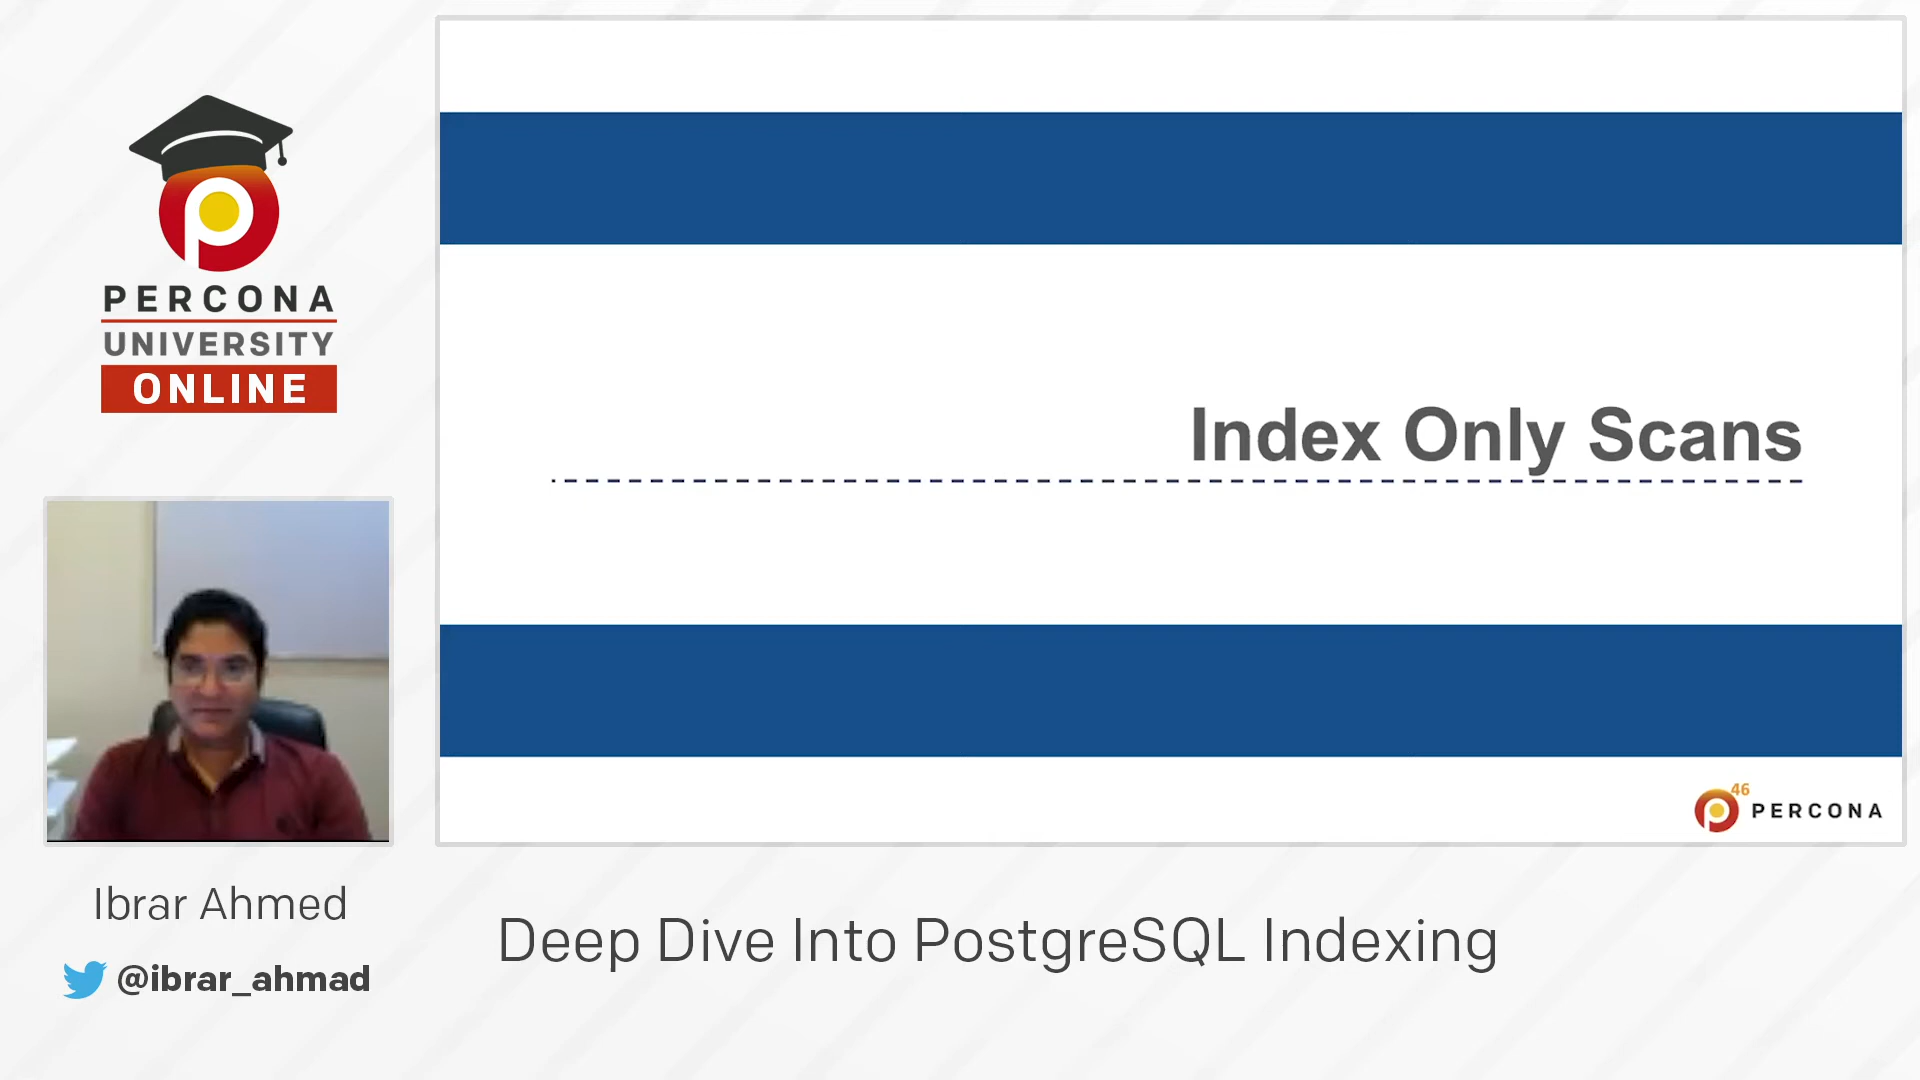 PERCONA
UNIVERSITY
ONLINE
Index Only Scans
46
PERCONA
Ibrar Ahmed
@ibrar_ahmad
Deep Dive Into PostgreSQL Indexing